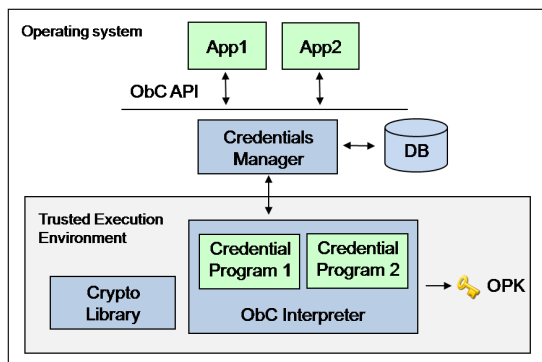 Operating system
App1
App2
ObC API
Credentials
Manager
DB
Trusted Execution
Environment
Credential
Program 1
Credential
Program 2
Crypto
Library
ObC Interpreter
OPK